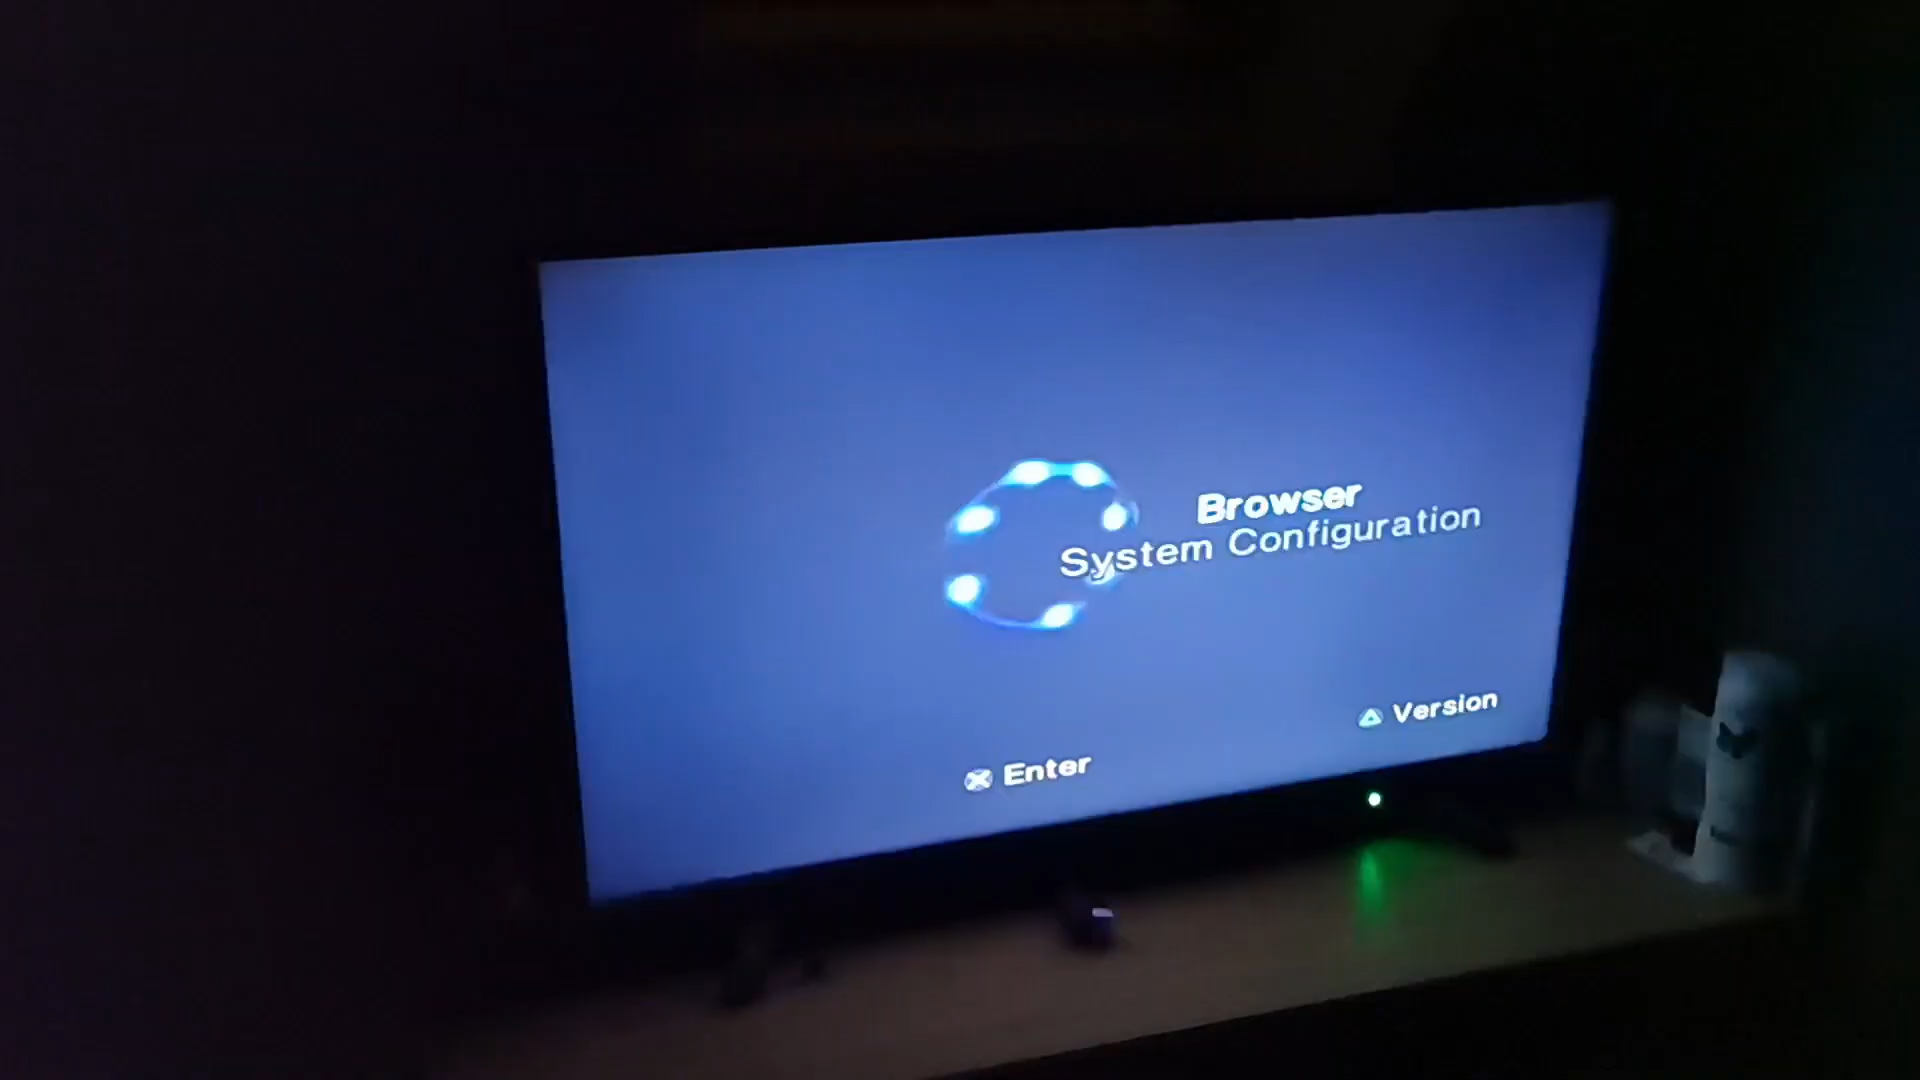 Browser
System Configuration
Version
Enter